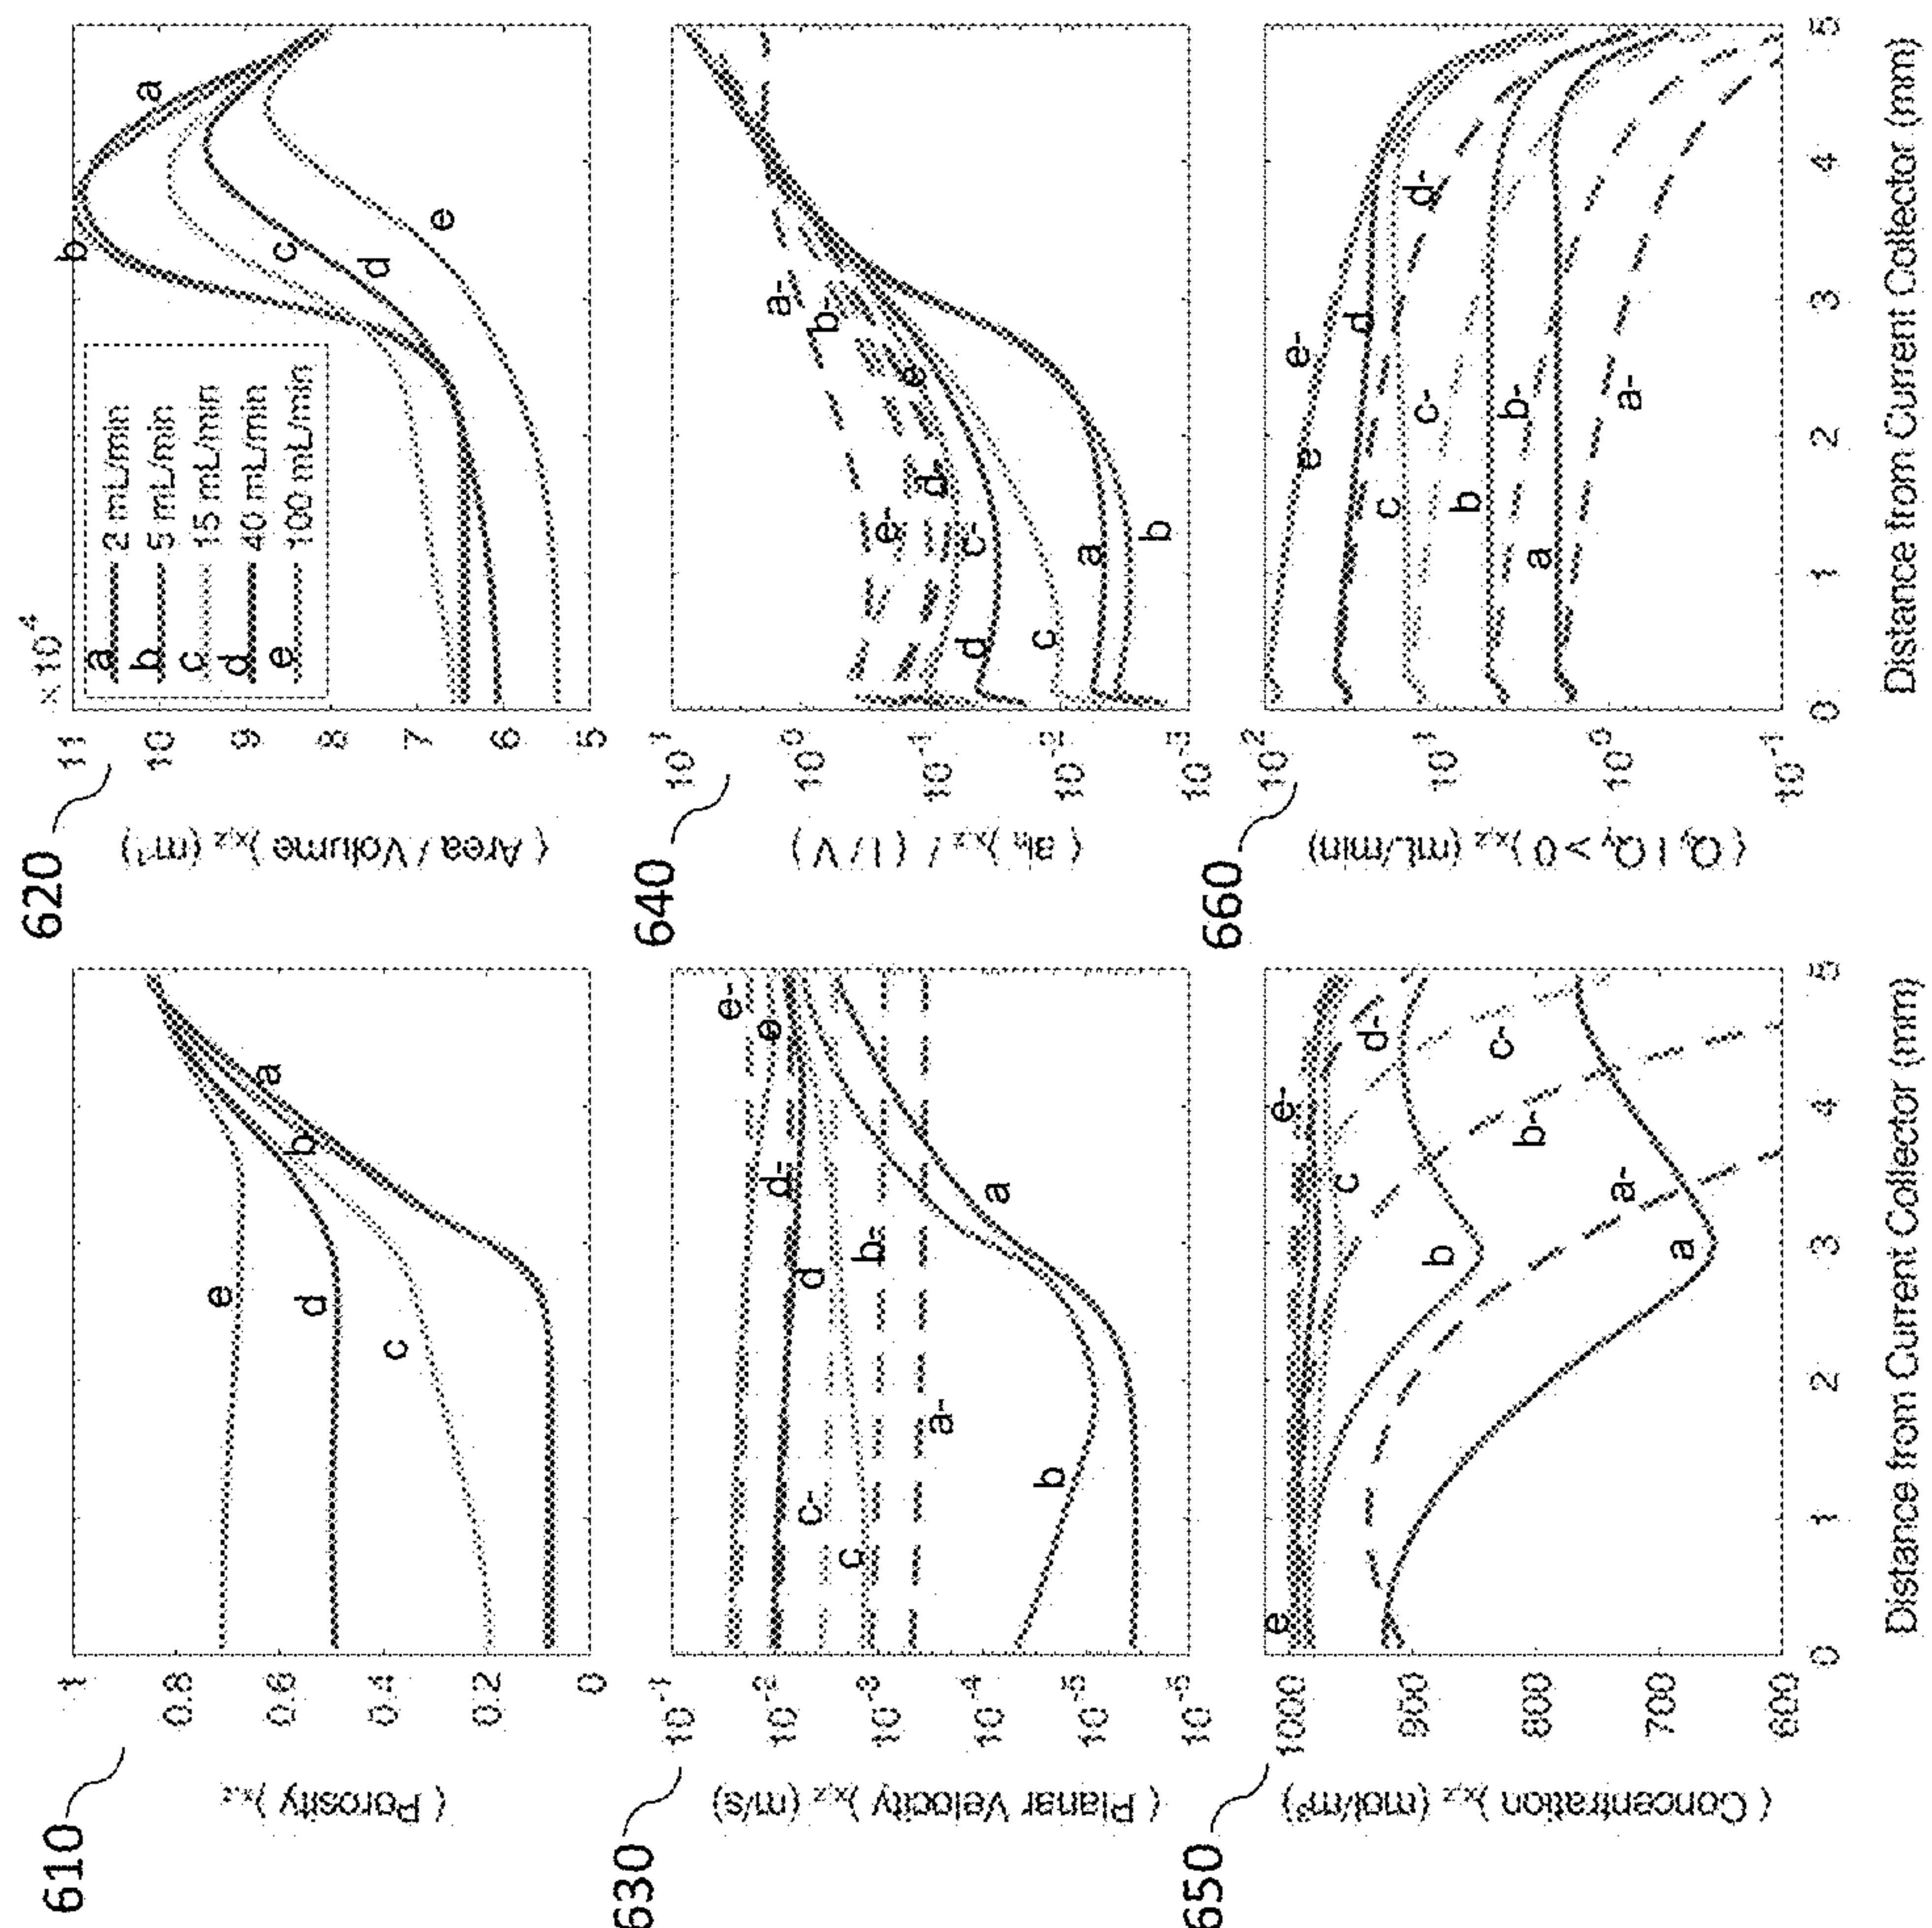 610
⟨ Porosity ⟩x,z
1
0.8
0.6
0.4
0.2
0
e
d
c
b
a
620
× 10⁴
⟨ Area / Volume ⟩x,z (m⁻¹)
11
10
9
8
7
6
5
a 2 mL/min
b 5 mL/min
c 15 mL/min
d 40 mL/min
e 100 mL/min
b
a
c
d
e
630
⟨ Planar Velocity ⟩x,z (m/s)
10⁻¹
10⁻²
10⁻³
10⁻⁴
10⁻⁵
e-
e
d-
d
c-
c
b-
a-
a
b
640
⟨ aiₙ ⟩x,z / ( I / V )
10¹
10⁰
10⁻¹
10⁻²
10⁻³
a-
b-
e
e-
d-
c-
d
c
a
b
650
⟨ Concentration ⟩x,z (mol/m³)
1000
900
800
700
600
e
e-
d-
c
c-
b
b-
a-
a
0 1 2 3 4 5
Distance from Current Collector (mm)
660
⟨ Qy | Qy > 0 ⟩x,z (mL/min)
10²
10¹
10⁰
10⁻¹
e-
e
d
d-
c
c-
b
b-
a
a-
0 1 2 3 4 5
Distance from Current Collector (mm)